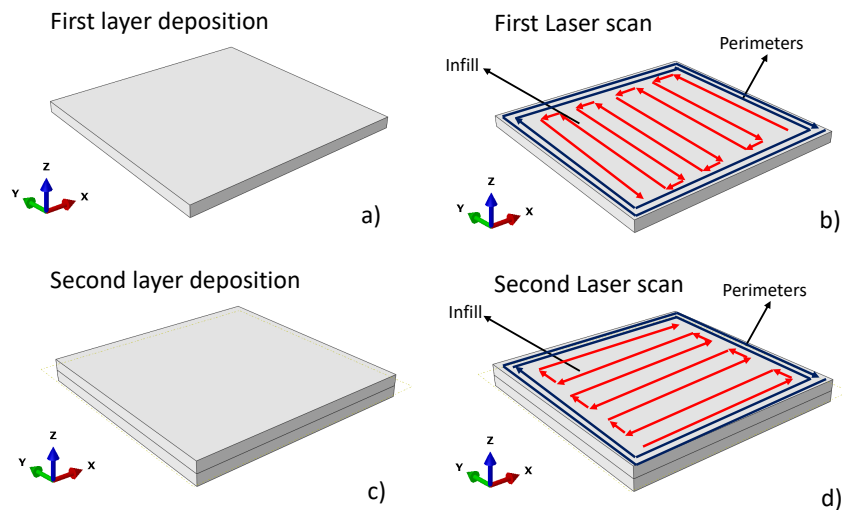 First layer deposition
Z
Y
X
a)
First Laser scan
Perimeters
Infill
Z
Y
X
b)
Second layer deposition
Z
Y
X
c)
Second Laser scan
Perimeters
Infill
Z
Y
X
d)